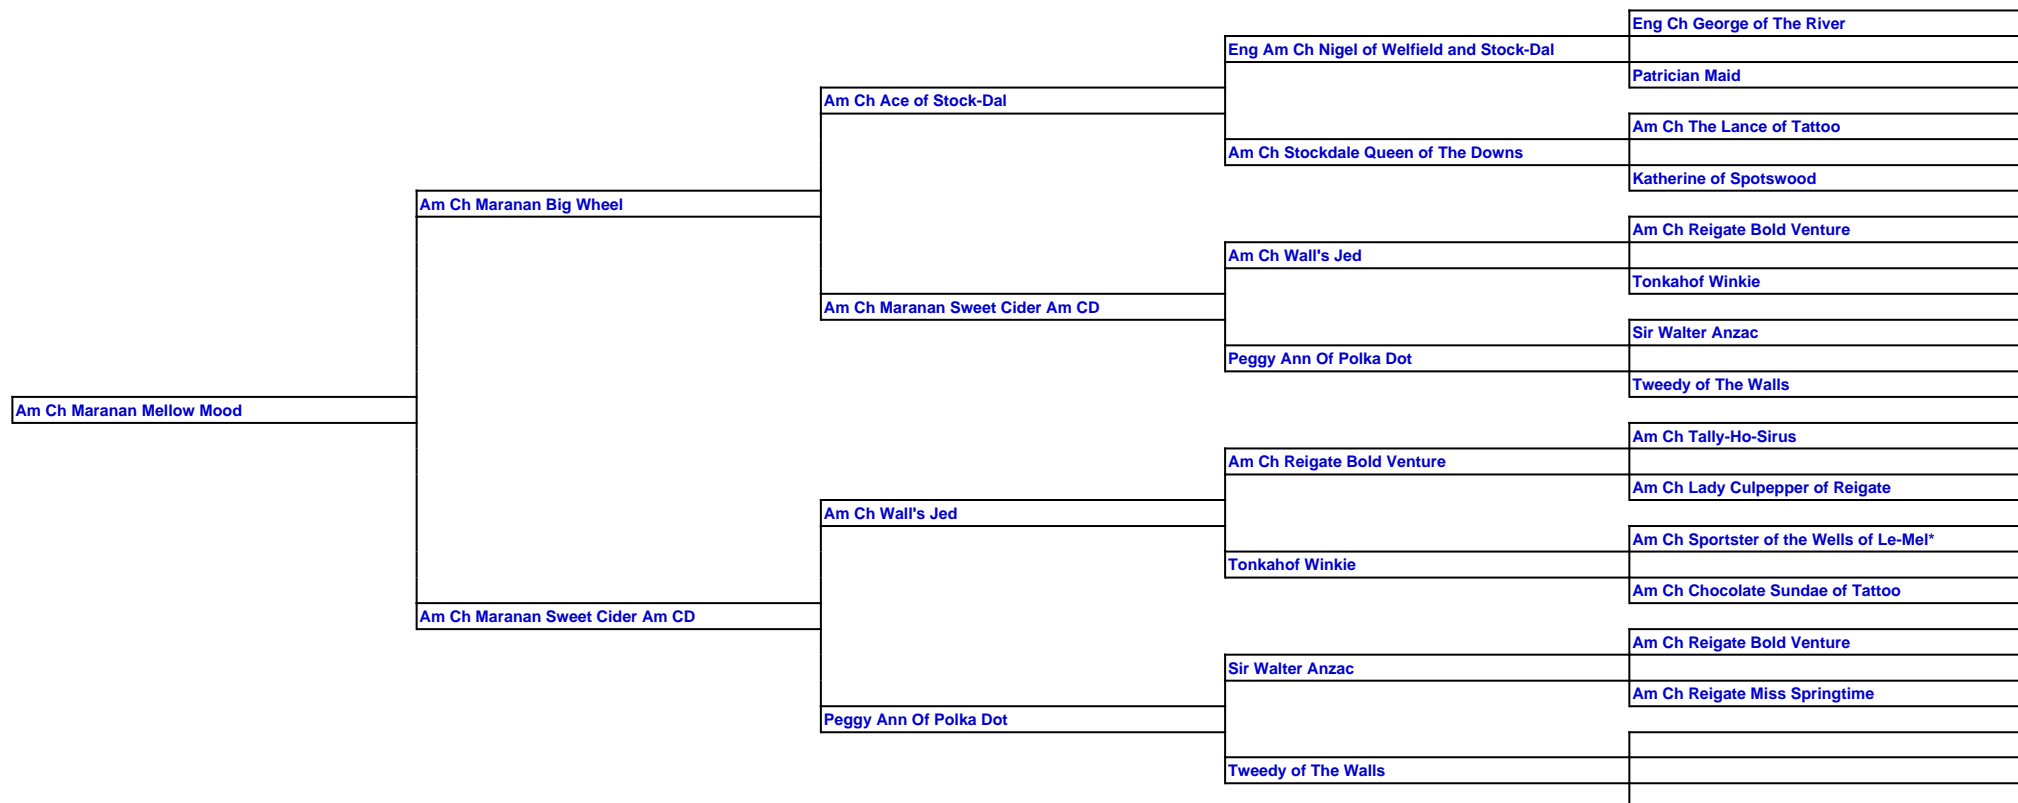 Eng Ch George of The River
Eng Am Ch Nigel of Welfield and Stock-Dal
Patrician Maid
Am Ch Ace of Stock-Dal
Am Ch The Lance of Tattoo
Am Ch Stockdale Queen of The Downs
Katherine of Spotswood
Am Ch Maranan Big Wheel
Am Ch Reigate Bold Venture
Am Ch Wall's Jed
Tonkahof Winkie
Am Ch Maranan Sweet Cider Am CD
Sir Walter Anzac
Peggy Ann Of Polka Dot
Tweedy of The Walls
Am Ch Maranan Mellow Mood
Am Ch Tally-Ho-Sirus
Am Ch Reigate Bold Venture
Am Ch Lady Culpepper of Reigate
Am Ch Wall's Jed
Am Ch Sportster of the Wells of Le-Mel*
Tonkahof Winkie
Am Ch Chocolate Sundae of Tattoo
Am Ch Maranan Sweet Cider Am CD
Am Ch Reigate Bold Venture
Sir Walter Anzac
Am Ch Reigate Miss Springtime
Peggy Ann Of Polka Dot
Tweedy of The Walls